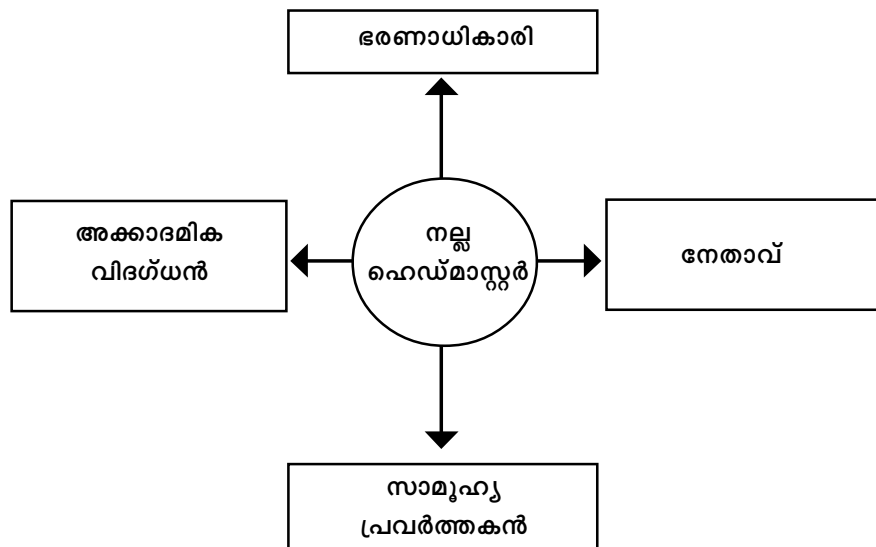 ഭരണാധികാരി
അക്കാദമിക
വിദഗ്ധൻ
നല്ല
ഹെഡ്മാസ്റ്റർ
നേതാവ്
സാമൂഹ്യ
പ്രവർത്തകൻ